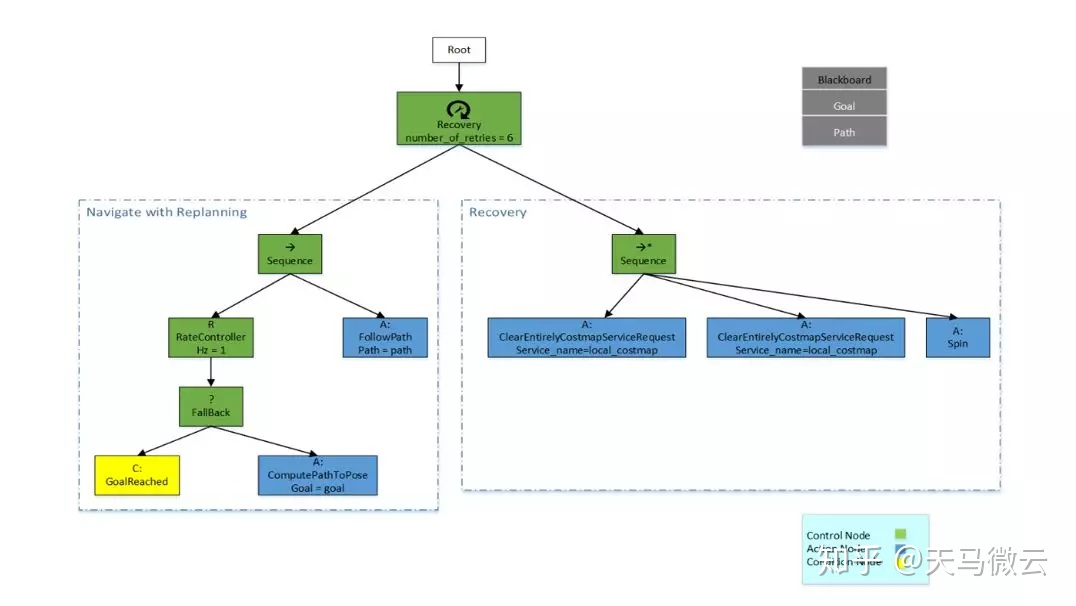 Root
Blackboard
Goal
Path
Recovery
number_of_retries = 6
Navigate with Replanning
Recovery
→
Sequence
→*
Sequence
R
RateController
Hz = 1
A:
FollowPath
Path = path
A:
ClearEntirelyCostmapServiceRequest
Service_name=local_costmap
A:
ClearEntirelyCostmapServiceRequest
Service_name=local_costmap
A:
Spin
?
FallBack
C:
GoalReached
A:
ComputePathToPose
Goal = goal
Control Node
Action Node
Condition Node
知乎 @天马微云